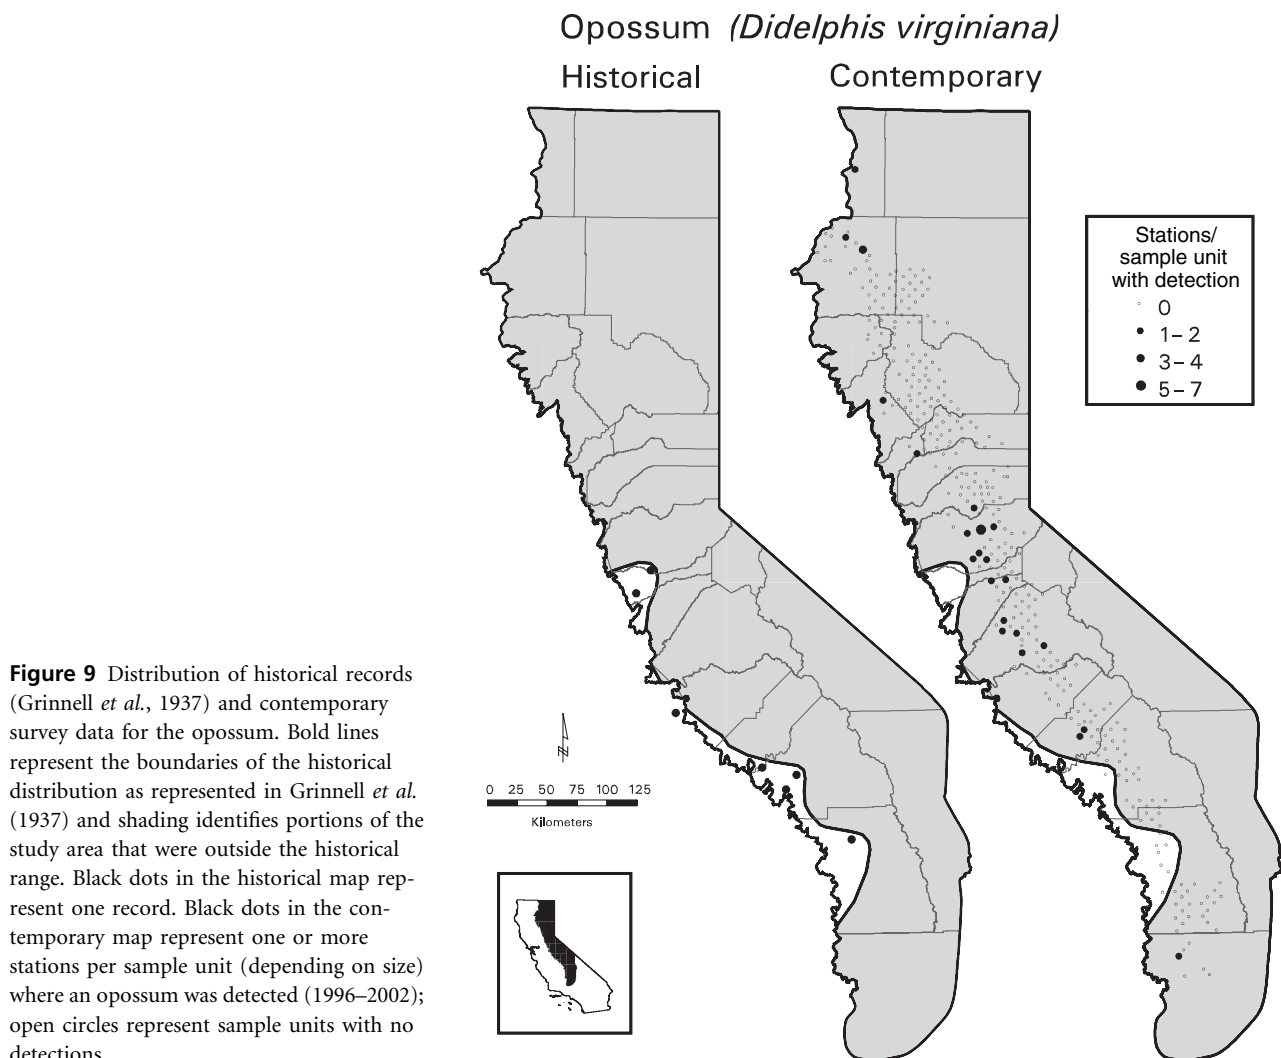 Opossum (Didelphis virginiana)
Historical
Contemporary
Stations/
sample unit
with detection
0
1–2
3–4
5–7
N
0 25 50 75 100 125
Kilometers
Figure 9 Distribution of historical records
(Grinnell et al., 1937) and contemporary
survey data for the opossum. Bold lines
represent the boundaries of the historical
distribution as represented in Grinnell et al.
(1937) and shading identifies portions of the
study area that were outside the historical
range. Black dots in the historical map rep-
resent one record. Black dots in the con-
temporary map represent one or more
stations per sample unit (depending on size)
where an opossum was detected (1996–2002);
open circles represent sample units with no
detections.